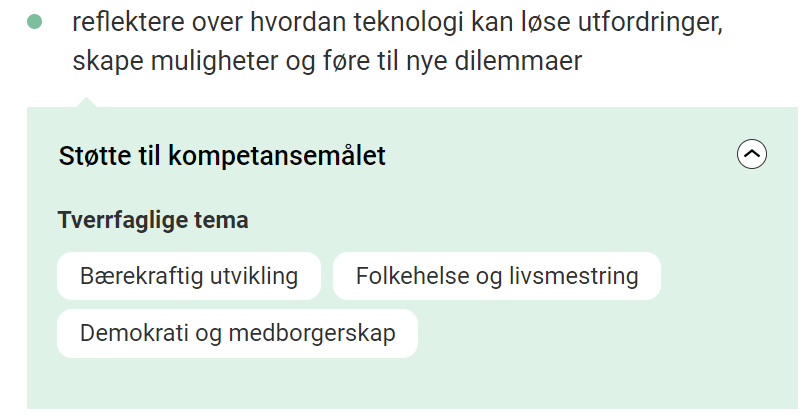 reflektere over hvordan teknologi kan løse utfordringer,
skape muligheter og føre til nye dilemmaer
Støtte til kompetansemålet
Tverrfaglige tema
Bærekraftig utvikling
Folkehelse og livsmestring
Demokrati og medborgerskap